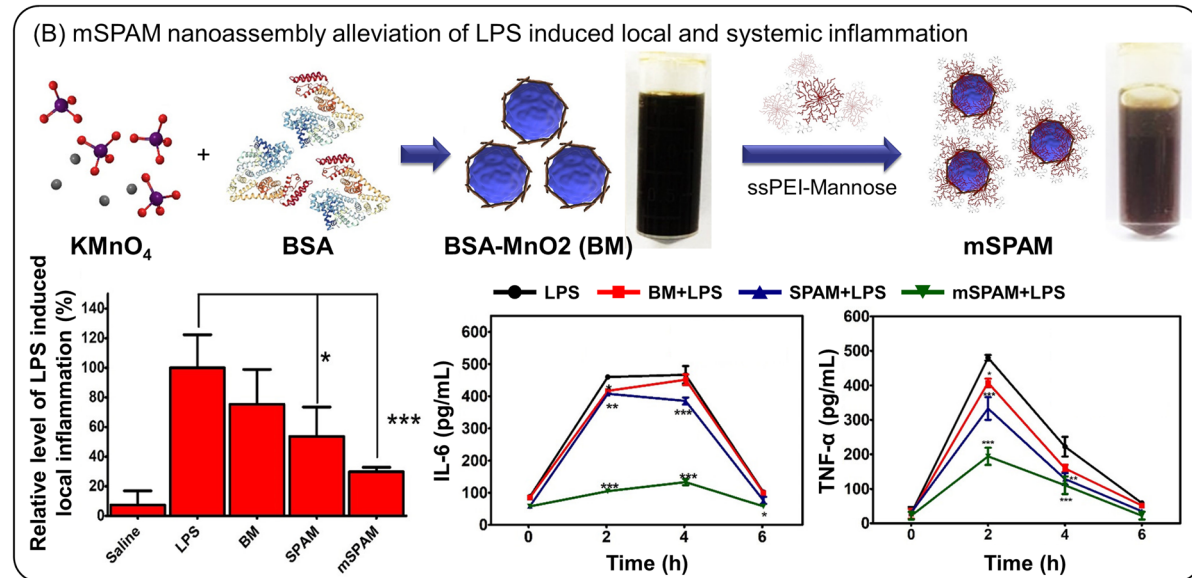 (B) mSPAM nanoassembly alleviation of LPS induced local and systemic inflammation
KMnO4
+
BSA
BSA-MnO2 (BM)
ssPEI-Mannose
mSPAM
Relative level of LPS induced
local inflammation (%)
140
120
100
80
60
40
20
0
Saline
LPS
BM
SPAM
mSPAM
*
***
LPS
BM+LPS
SPAM+LPS
mSPAM+LPS
IL-6 (pg/mL)
600
500
400
300
200
100
0
*
**
***
***
***
*
0
2
4
6
Time (h)
TNF-α (pg/mL)
600
500
400
300
200
100
0
*
***
***
**
***
0
2
4
6
Time (h)